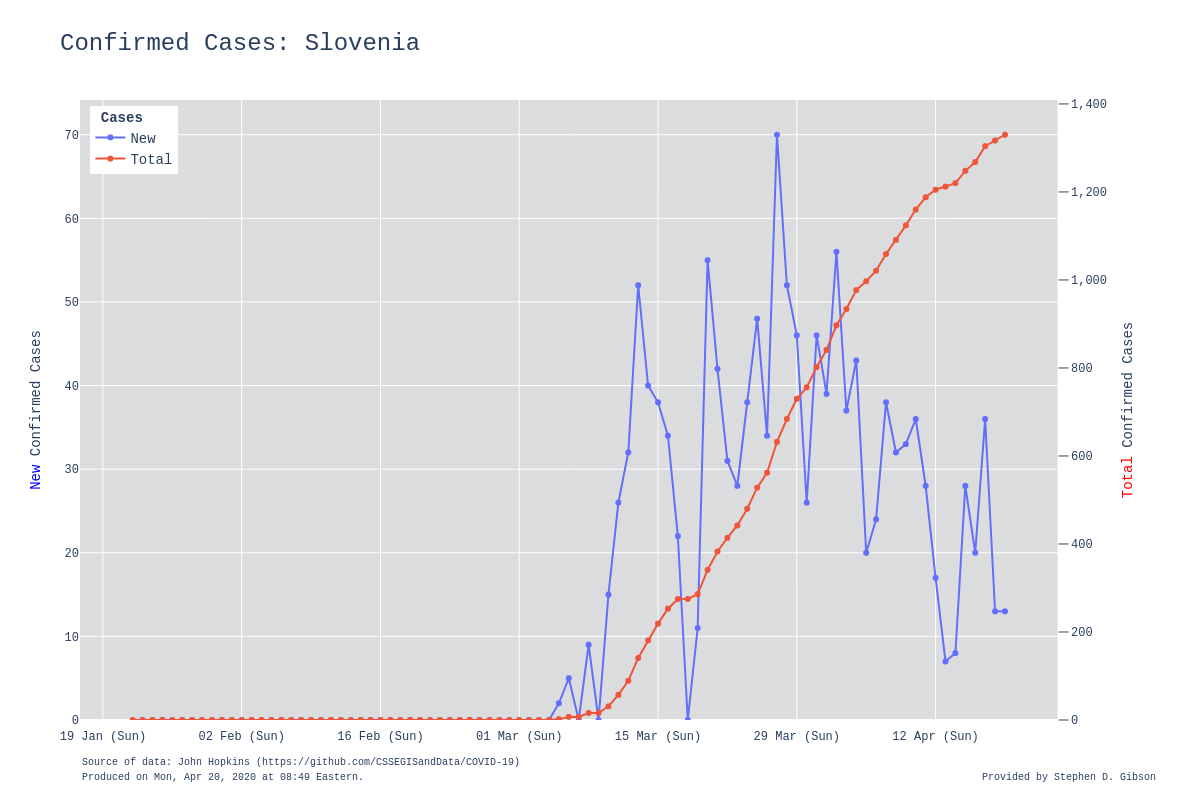 Confirmed Cases: Slovenia
Cases
New
Total
70
60
50
40
30
20
10
0
New Confirmed Cases
1,400
1,200
1,000
800
600
400
200
0
Total Confirmed Cases
19 Jan (Sun) 02 Feb (Sun) 16 Feb (Sun) 01 Mar (Sun) 15 Mar (Sun) 29 Mar (Sun) 12 Apr (Sun)
Source of data: John Hopkins (https://github.com/CSSEGISandData/COVID-19)
Produced on Mon, Apr 20, 2020 at 08:49 Eastern.
Provided by Stephen D. Gibson